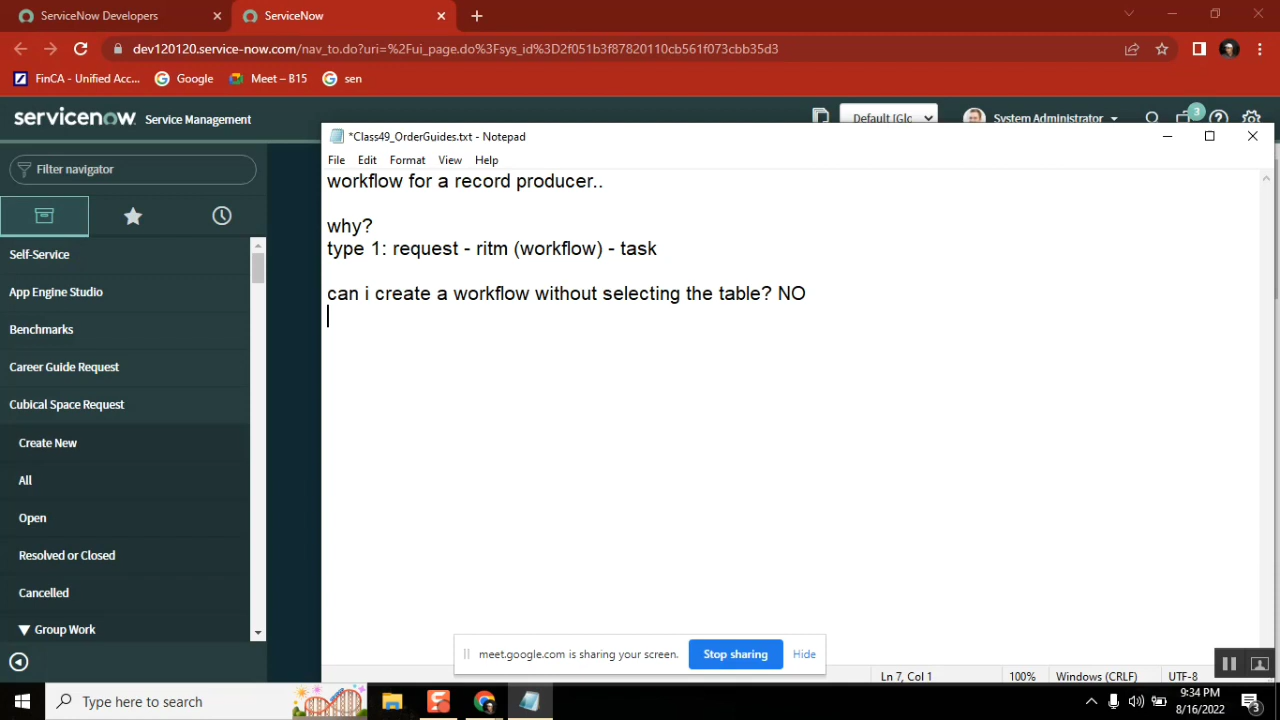 ServiceNow Developers
ServiceNow
dev120120.service-now.com/nav_to.do?uri=%2Fui_page.do%3Fsys_id%3D2f051b3f87820110cb561f073cbb35d3
FinCA - Unified Acc...
Google
Meet – B15
sen
servicenow
Service Management
Default [Glc
System Administrator
3
Filter navigator
*Class49_OrderGuides.txt - Notepad
File Edit Format View Help
workflow for a record producer..
why?
type 1: request - ritm (workflow) - task
can i create a workflow without selecting the table? NO
Self-Service
App Engine Studio
Benchmarks
Career Guide Request
Cubical Space Request
Create New
All
Open
Resolved or Closed
Cancelled
Group Work
meet.google.com is sharing your screen.
Stop sharing
Hide
Ln 7, Col 1
100%
Windows (CRLF)
UTF-8
Type here to search
9:34 PM
8/16/2022
3